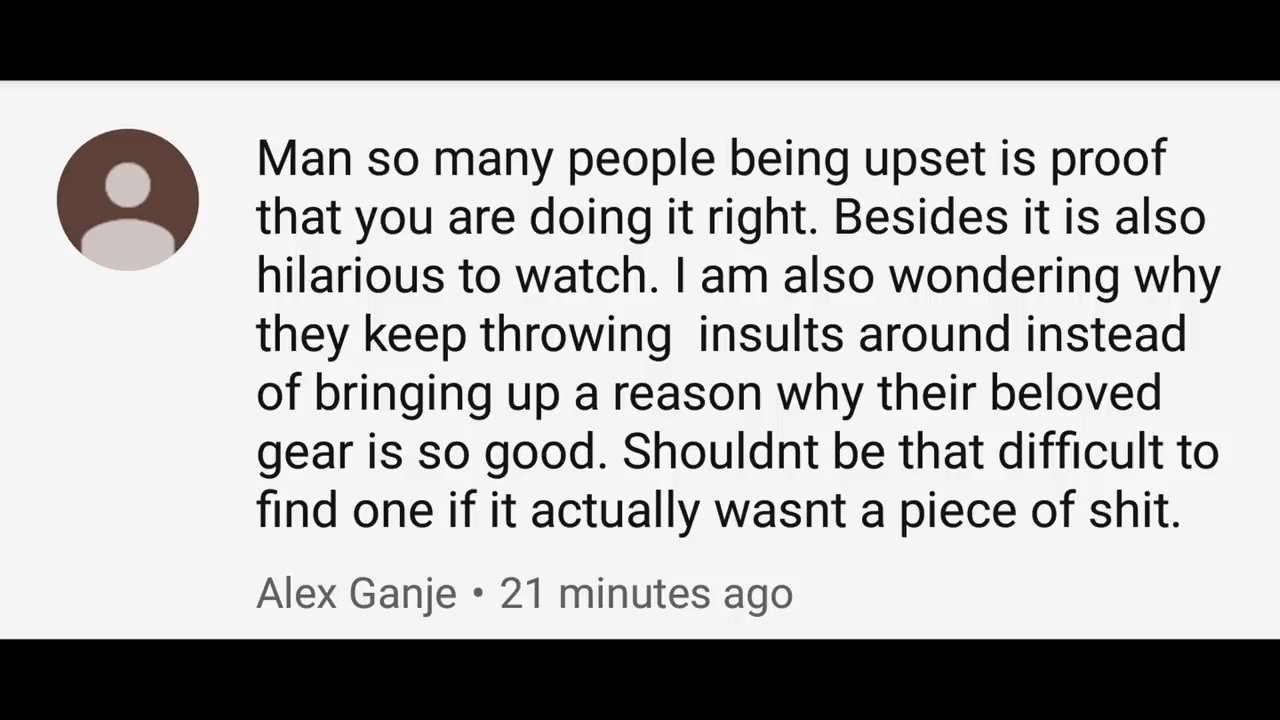 Man so many people being upset is proof
that you are doing it right. Besides it is also
hilarious to watch. I am also wondering why
they keep throwing  insults around instead
of bringing up a reason why their beloved
gear is so good. Shouldnt be that difficult to
find one if it actually wasnt a piece of shit.
Alex Ganje • 21 minutes ago